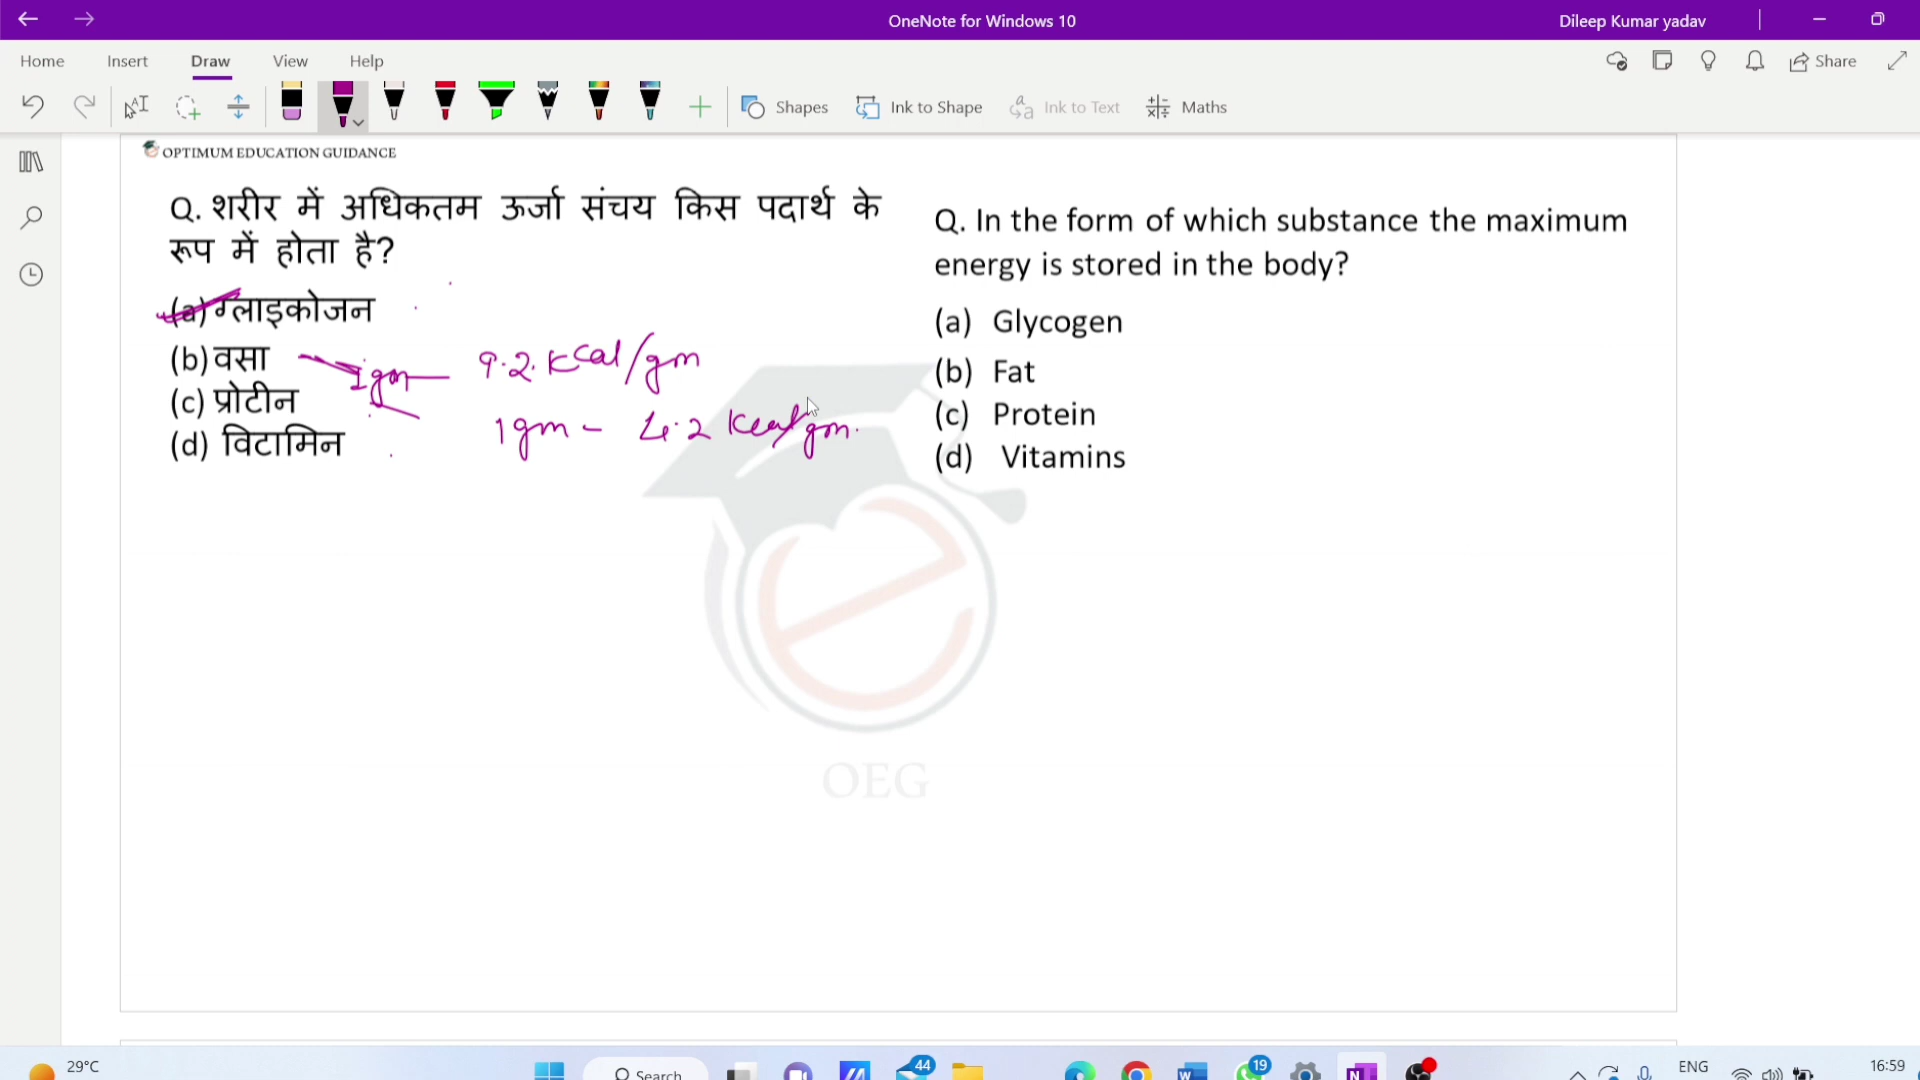 OneNote for Windows 10
Dileep Kumar yadav
Home Insert Draw View Help
Share
Shapes Ink to Shape Ink to Text Maths
OPTIMUM EDUCATION GUIDANCE
Q. शरीर में अधिकतम ऊर्जा संचय किस पदार्थ के
रूप में होता है?
(a) ग्लाइकोजन
(b) वसा
(c) प्रोटीन
(d) विटामिन
1gm 9.2. Kcal/gm
1gm - 4.2 Kcal/gm.
Q. In the form of which substance the maximum
energy is stored in the body?
(a) Glycogen
(b) Fat
(c) Protein
(d) Vitamins
OEG
29°C
Search
44
19
ENG
16:59